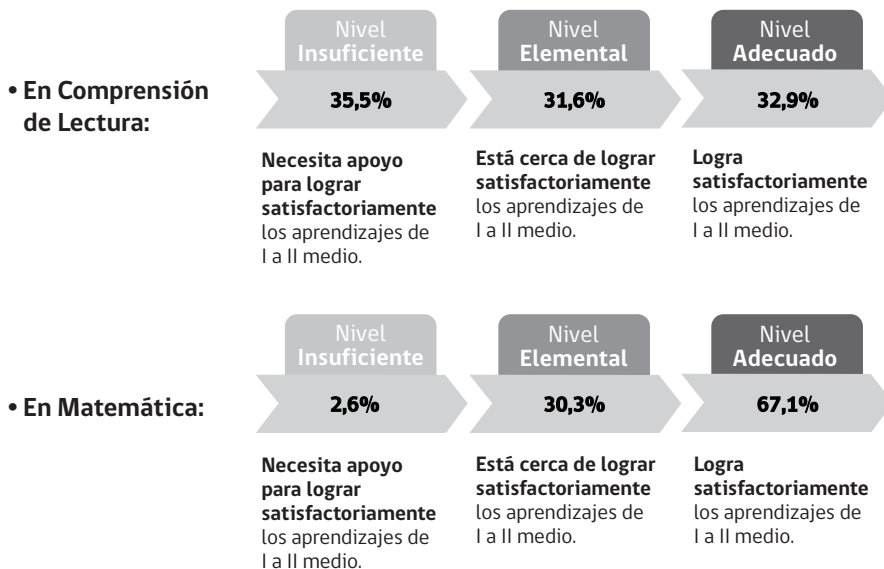 Nivel
Insuficiente
Nivel
Elemental
Nivel
Adecuado
• En Comprensión
de Lectura:
35,5%
31,6%
32,9%
Necesita apoyo
para lograr
satisfactoriamente
los aprendizajes de
I a II medio.
Está cerca de lograr
satisfactoriamente
los aprendizajes de
I a II medio.
Logra
satisfactoriamente
los aprendizajes de
I a II medio.
Nivel
Insuficiente
Nivel
Elemental
Nivel
Adecuado
• En Matemática:
2,6%
30,3%
67,1%
Necesita apoyo
para lograr
satisfactoriamente
los aprendizajes de
I a II medio.
Está cerca de lograr
satisfactoriamente
los aprendizajes de
I a II medio.
Logra
satisfactoriamente
los aprendizajes de
I a II medio.